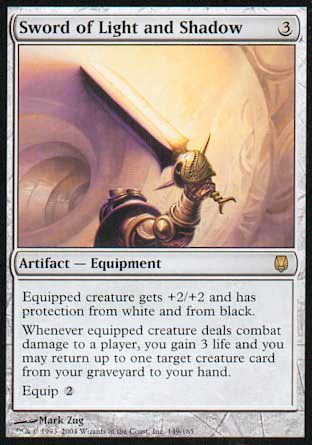 Sword of Light and Shadow 3
Artifact — Equipment
Equipped creature gets +2/+2 and has
protection from white and from black.
Whenever equipped creature deals combat
damage to a player, you gain 3 life and you
may return up to one target creature card
from your graveyard to your hand.
Equip 2
Mark Zug
™ & © 1993–2004 Wizards of the Coast, Inc. 149/165